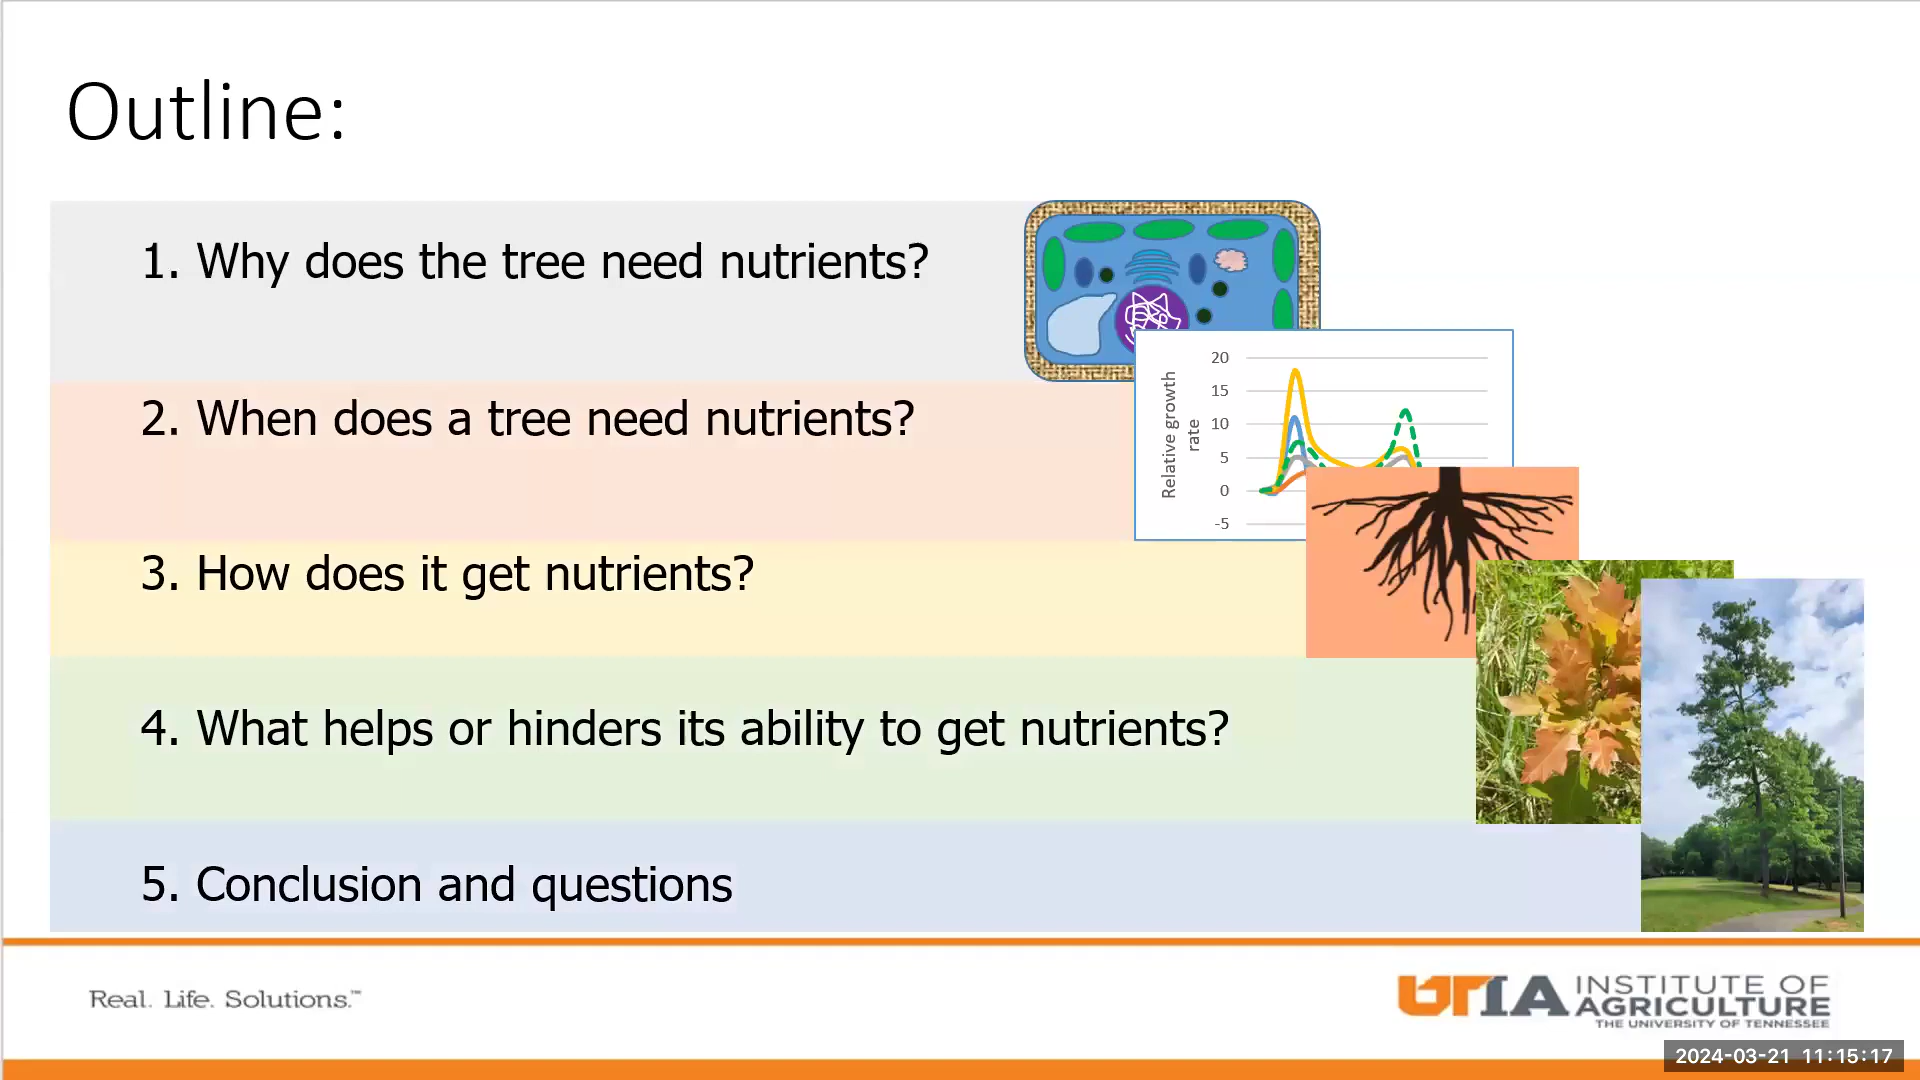 Outline:
1. Why does the tree need nutrients?
2. When does a tree need nutrients?
3. How does it get nutrients?
4. What helps or hinders its ability to get nutrients?
5. Conclusion and questions
Relative growth
rate
20
15
10
5
0
-5
Real. Life. Solutions.™
UTIA INSTITUTE OF
AGRICULTURE
THE UNIVERSITY OF TENNESSEE
2024-03-21 11:15:17